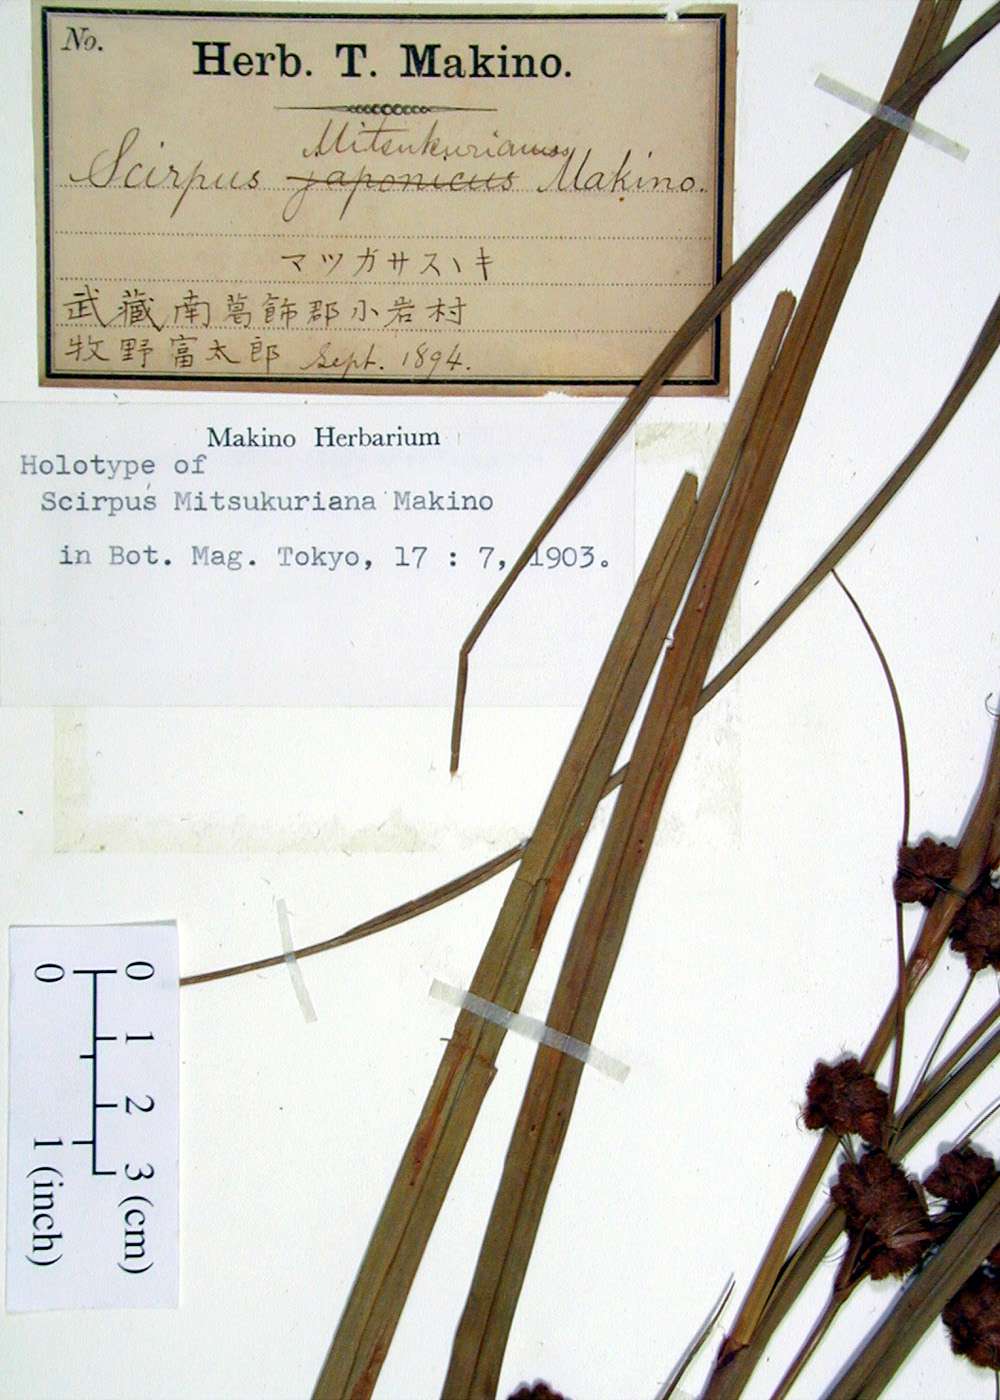 No.
Herb. T. Makino.
Mitsukurianus
Scirpus japonicus Makino.
マツガサスヽキ
武藏南葛飾郡小岩村
牧野富太郎 Sept. 1894.
Makino Herbarium
Holotype of
Scirpus Mitsukuriana Makino
in Bot. Mag. Tokyo, 17 : 7, 1903.
0 1 2 3 (cm)
0 1 (inch)